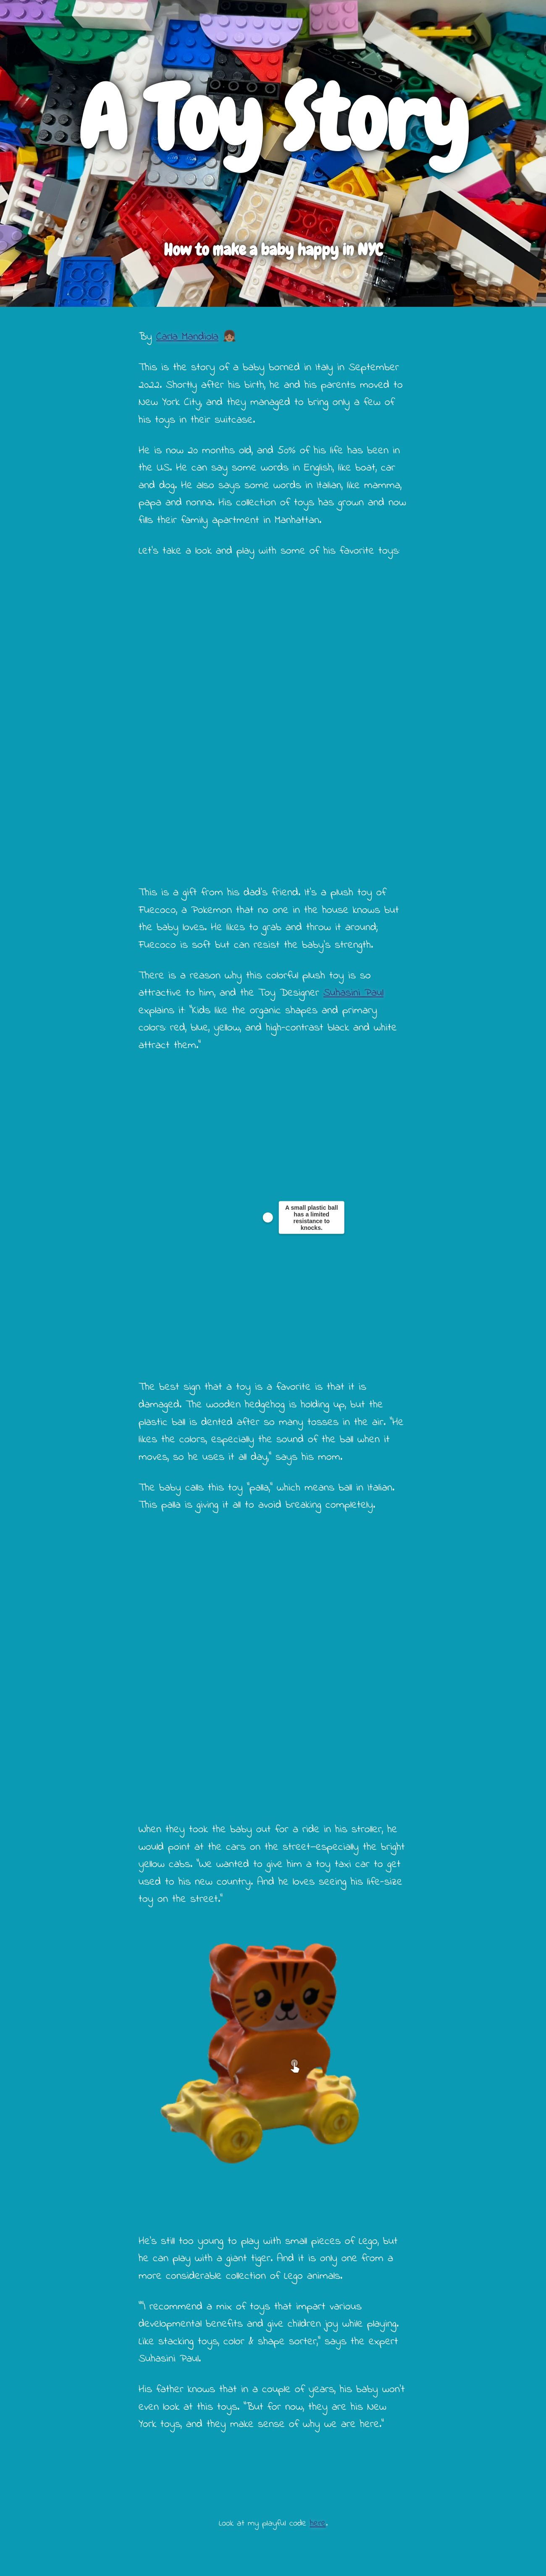 A Toy Story
How to make a baby happy in NYC
By Carla Mandiola 👧🏽
This is the story of a baby borned in Italy in September
2022. Shortly after his birth, he and his parents moved to
New York City, and they managed to bring only a few of
his toys in their suitcase.
He is now 20 months old, and 50% of his life has been in
the US. He can say some words in English, like boat, car
and dog. He also says some words in Italian, like mamma,
papa and nonna. His collection of toys has grown and now
fills their family apartment in Manhattan.
Let's take a look and play with some of his favorite toys:
This is a gift from his dad's friend. It's a plush toy of
Fuecoco, a Pokemon that no one in the house knows but
the baby loves. He likes to grab and throw it around;
Fuecoco is soft but can resist the baby's strength.
There is a reason why this colorful plush toy is so
attractive to him, and the Toy Designer Suhasini Paul
explains it: "Kids like the organic shapes and primary
colors: red, blue, yellow, and high-contrast black and white
attract them."
A small plastic ball
has a limited
resistance to
knocks.
The best sign that a toy is a favorite is that it is
damaged. The wooden hedgehog is holding up, but the
plastic ball is dented after so many tosses in the air. "He
likes the colors, especially the sound of the ball when it
moves, so he uses it all day," says his mom.
The baby calls this toy "palla," which means ball in Italian.
This palla is giving it all to avoid breaking completely.
When they took the baby out for a ride in his stroller, he
would point at the cars on the street—especially the bright
yellow cabs. "We wanted to give him a toy taxi car to get
used to his new country. And he loves seeing his life-size
toy on the street."
He's still too young to play with small pieces of Lego, but
he can play with a giant tiger. And it is only one from a
more considerable collection of Lego animals.
""I recommend a mix of toys that impart various
developmental benefits and give children joy while playing.
Like stacking toys, color & shape sorter," says the expert
Suhasini Paul.
His father knows that in a couple of years, his baby won't
even look at this toys. "But for now, they are his New
York toys, and they make sense of why we are here."
Look at my playful code here.